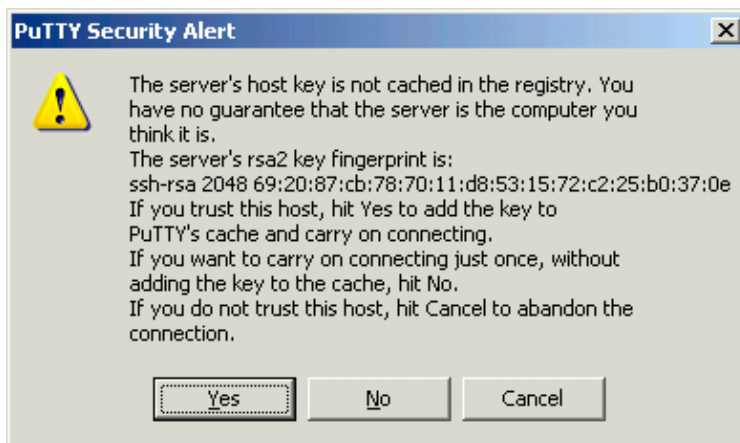 PuTTY Security Alert
The server's host key is not cached in the registry. You
have no guarantee that the server is the computer you
think it is.
The server's rsa2 key fingerprint is:
ssh-rsa 2048 69:20:87:cb:78:70:11:d8:53:15:72:c2:25:b0:37:0e
If you trust this host, hit Yes to add the key to
PuTTY's cache and carry on connecting.
If you want to carry on connecting just once, without
adding the key to the cache, hit No.
If you do not trust this host, hit Cancel to abandon the
connection.
Yes No Cancel